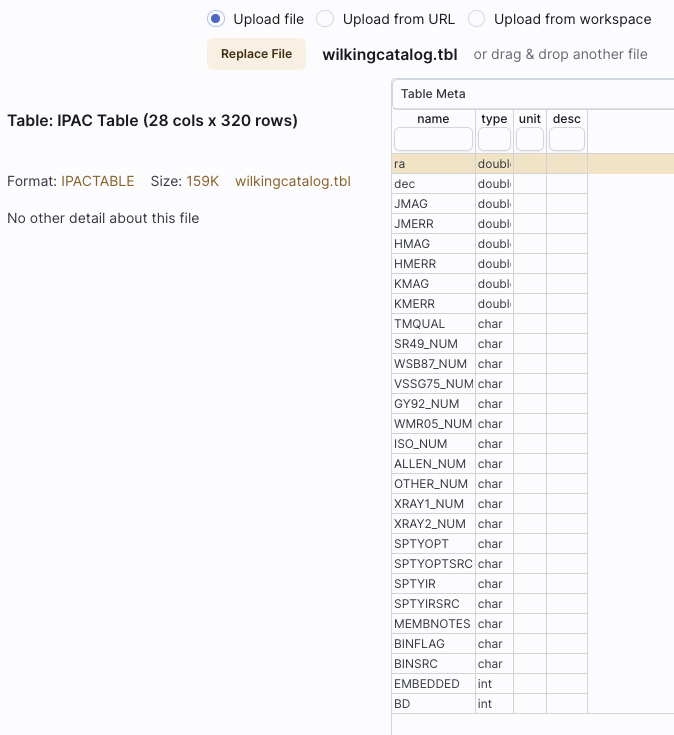 Upload file Upload from URL Upload from workspace
Replace File wilkingcatalog.tbl or drag & drop another file
Table: IPAC Table (28 cols x 320 rows)
Format: IPACTABLE Size: 159K wilkingcatalog.tbl
No other detail about this file
Table Meta
name type unit desc
ra doubl
dec doubl
JMAG doubl
JMERR doubl
HMAG doubl
HMERR doubl
KMAG doubl
KMERR doubl
TMQUAL char
SR49_NUM char
WSB87_NUM char
VSSG75_NUM char
GY92_NUM char
WMR05_NUM char
ISO_NUM char
ALLEN_NUM char
OTHER_NUM char
XRAY1_NUM char
XRAY2_NUM char
SPTYOPT char
SPTYOPTSRC char
SPTYIR char
SPTYIRSRC char
MEMBNOTES char
BINFLAG char
BINSRC char
EMBEDDED int
BD int